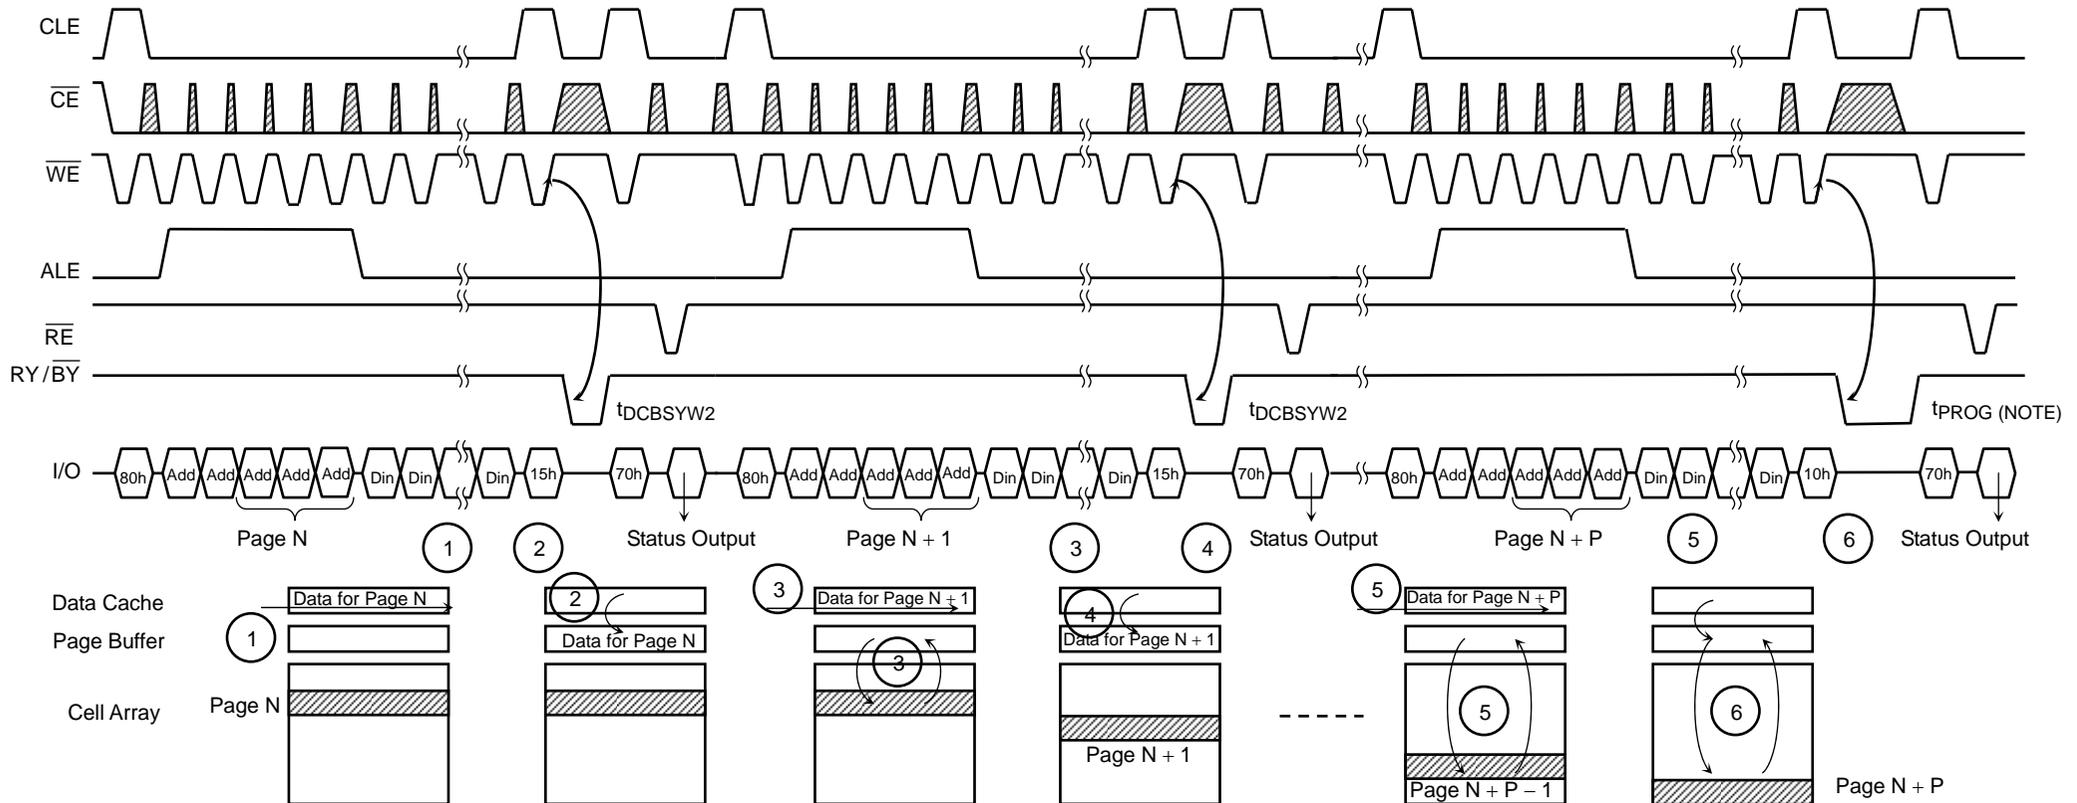 CLE
CE
WE
ALE
RE
RY/BY
tDCBSYW2 tDCBSYW2 tPROG (NOTE)
I/O 80h Add Add Add Add Add Din Din Din 15h 70h 80h Add Add Add Add Add Din Din Din 15h 70h 80h Add Add Add Add Add Din Din Din 10h 70h
Page N 1 2 Status Output Page N + 1 3 4 Status Output Page N + P 5 6 Status Output
Data Cache Data for Page N 2 3 Data for Page N + 1 4 5 Data for Page N + P
Page Buffer 1 Data for Page N 3 Data for Page N + 1
Cell Array Page N 5 6
Page N + 1
Page N + P − 1 Page N + P